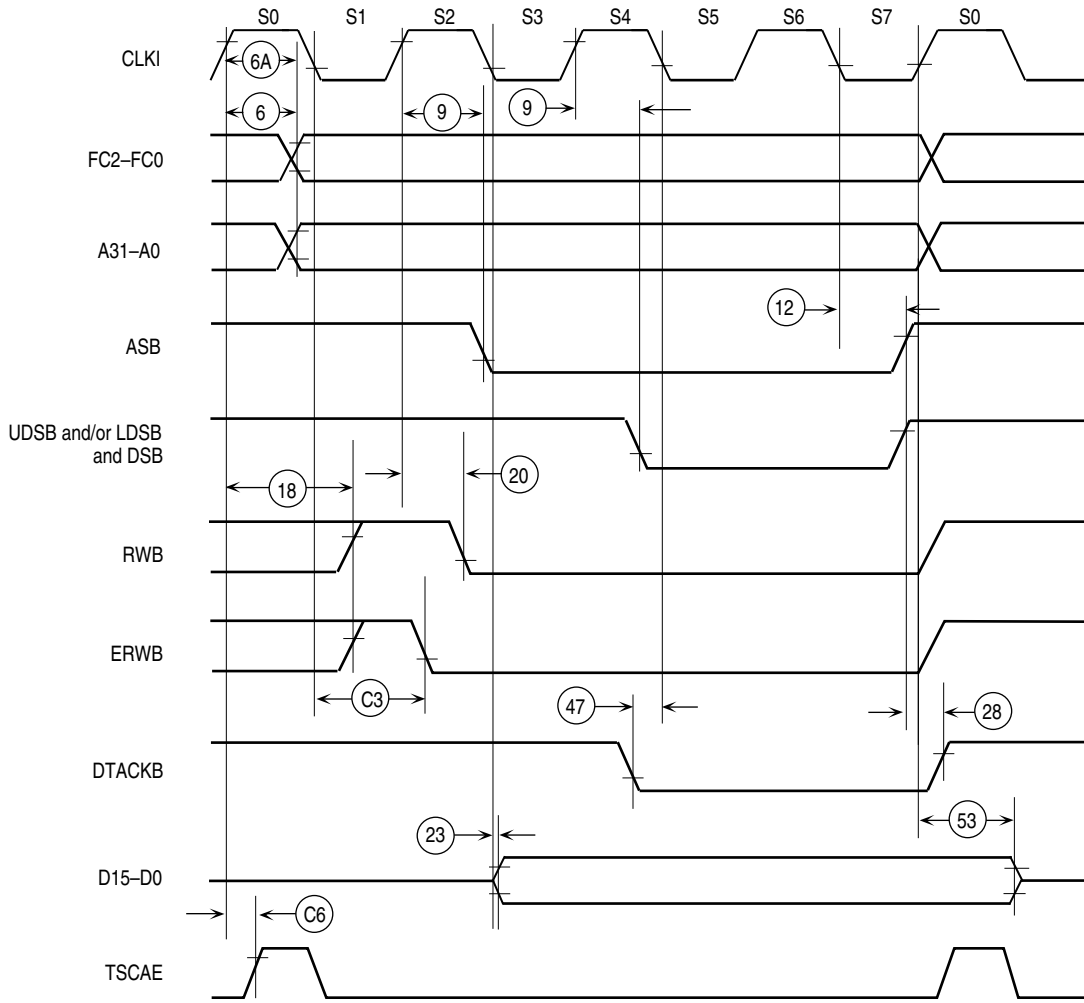 S0 S1 S2 S3 S4 S5 S6 S7 S0
CLKI
6A
6 9 9
FC2–FC0
A31–A0
12
ASB
UDSB and/or LDSB
and DSB
18 20
RWB
ERWB
C3 47 28
DTACKB
23 53
D15–D0
C6
TSCAE